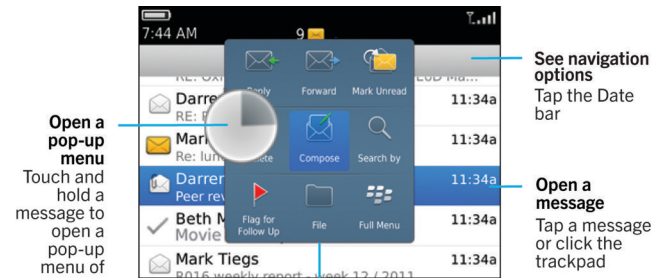 7:44 AM
9
Reply
Forward
Mark Unread
Darre
11:34a
RE:
See navigation
options
Tap the Date
bar
Open a
pop-up
menu
Touch and
hold a
message to
open a
pop-up
menu of
Mar
Re: lun
Compose
Search by
11:34a
Darrer
Peer rev
11:34a
Open a
message
Tap a message
or click the
trackpad
Beth M
Movie
Flag for
Follow Up
File
Full Menu
11:34a
Mark Tiegs
11:34a
R016 weekly report - week 12 / 2011